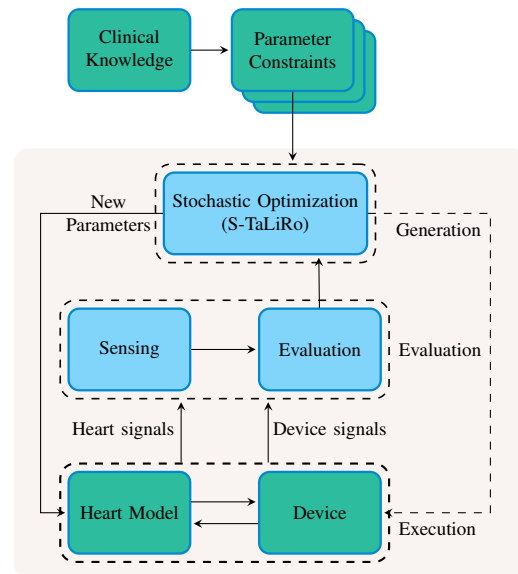 Clinical
Knowledge
Parameter
Constraints
Stochastic Optimization
(S-TaLiRo)
New
Parameters
Generation
Sensing
Evaluation
Evaluation
Heart signals
Device signals
Heart Model
Device
Execution